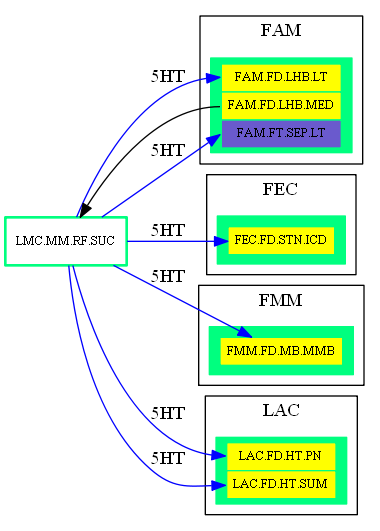 FAM
5HT
FAM.FD.LHB.LT
FAM.FD.LHB.MED
FAM.FT.SEP.LT
5HT
FEC
LMC.MM.RF.SUC
5HT
FEC.FD.STN.ICD
5HT
FMM
FMM.FD.MB.MMB
LAC
5HT
LAC.FD.HT.PN
5HT
LAC.FD.HT.SUM